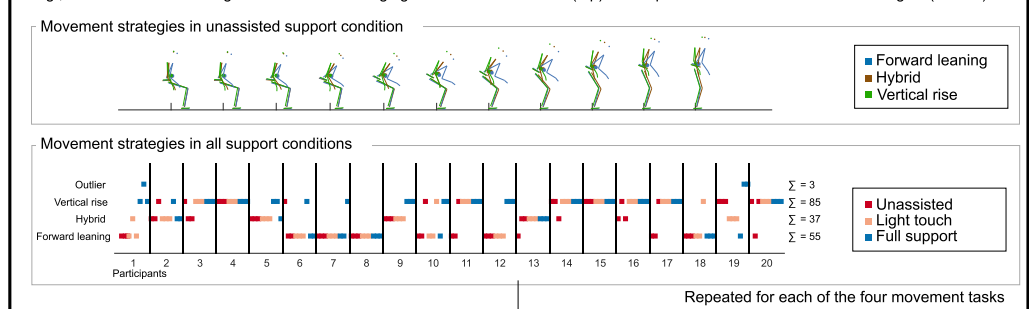 Movement strategies in unassisted support condition
Forward leaning
Hybrid
Vertical rise
Movement strategies in all support conditions
Outlier
∑ = 3
Vertical rise
∑ = 85
Hybrid
∑ = 37
Forward leaning
∑ = 55
Unassisted
Light touch
Full support
1 2 3 4 5 6 7 8 9 10 11 12 13 14 15 16 17 18 19 20
Participants
Repeated for each of the four movement tasks